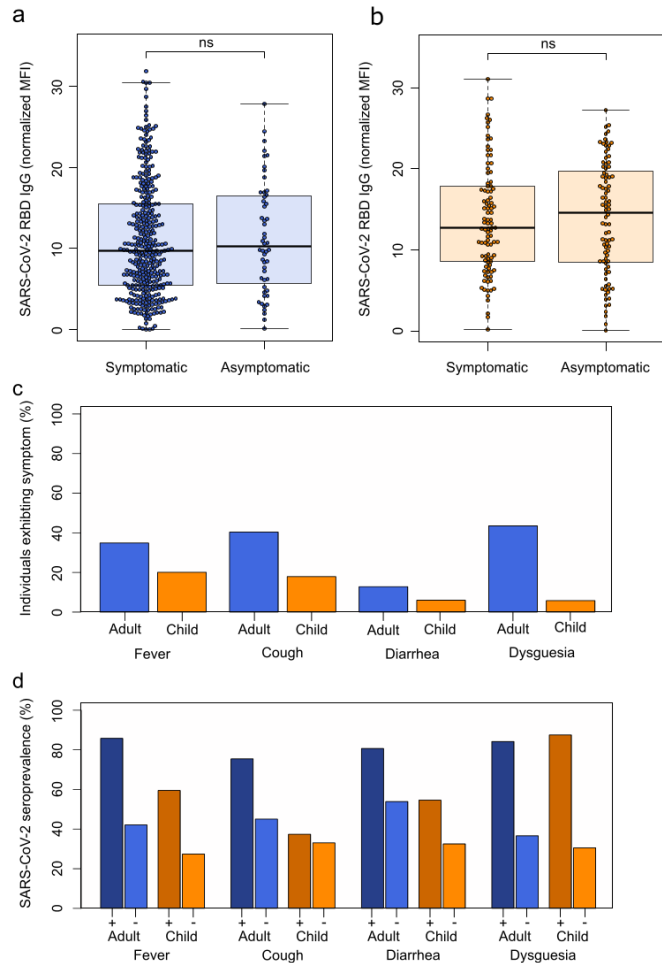 a
SARS-CoV-2 RBD IgG (normalized MFI)
0 10 20 30
ns
Symptomatic Asymptomatic
b
SARS-CoV-2 RBD IgG (normalized MFI)
0 10 20 30
ns
Symptomatic Asymptomatic
c
Individuals exhibting symptom (%)
0 20 40 60 80 100
Adult Child Adult Child Adult Child Adult Child
Fever Cough Diarrhea Dysguesia
d
SARS-CoV-2 seroprevalence (%)
0 20 40 60 80 100
+ - + - + - + - + - + - + - + -
Adult Child Adult Child Adult Child Adult Child
Fever Cough Diarrhea Dysguesia